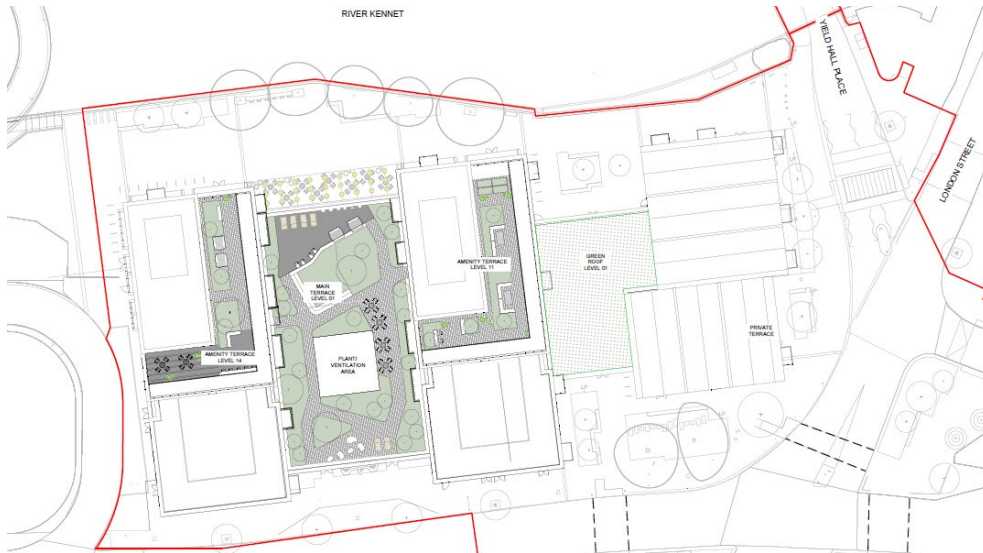 RIVER KENNET
YIELD HALL PLACE
LONDON STREET
AMENITY TERRACE
LEVEL 11
GREEN
ROOF
LEVEL 01
MAIN
TERRACE
LEVEL 01
PRIVATE
TERRACE
AMENITY TERRACE
LEVEL 14
PLANT/
VENTILATION
AREA